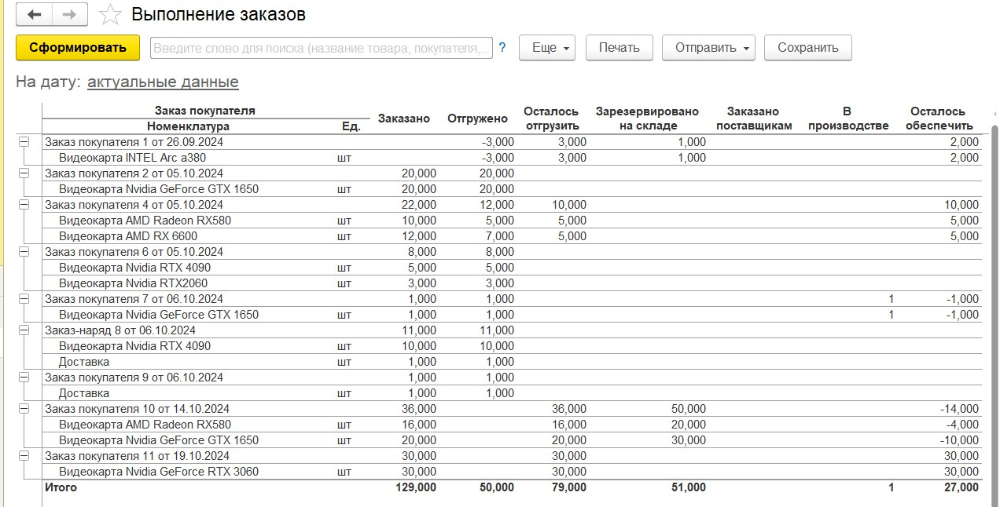 Выполнение заказов
Сформировать Введите слово для поиска (название товара, покупателя,... ? Еще Печать Отправить Сохранить
На дату: актуальные данные
Заказ покупателя
Номенклатура Ед. Заказано Отгружено Осталось отгрузить Зарезервировано на складе Заказано поставщикам В производстве Осталось обеспечить
Заказ покупателя 1 от 26.09.2024 -3,000 3,000 1,000 2,000
Видеокарта INTEL Arc a380 шт -3,000 3,000 1,000 2,000
Заказ покупателя 2 от 05.10.2024 20,000 20,000
Видеокарта Nvidia GeForce GTX 1650 шт 20,000 20,000
Заказ покупателя 4 от 05.10.2024 22,000 12,000 10,000 10,000
Видеокарта AMD Radeon RX580 шт 10,000 5,000 5,000 5,000
Видеокарта AMD RX 6600 шт 12,000 7,000 5,000 5,000
Заказ покупателя 6 от 05.10.2024 8,000 8,000
Видеокарта Nvidia RTX 4090 шт 5,000 5,000
Видеокарта Nvidia RTX2060 шт 3,000 3,000
Заказ покупателя 7 от 06.10.2024 1,000 1,000 1 -1,000
Видеокарта Nvidia GeForce GTX 1650 шт 1,000 1,000 1 -1,000
Заказ-наряд 8 от 06.10.2024 11,000 11,000
Видеокарта Nvidia RTX 4090 шт 10,000 10,000
Доставка шт 1,000 1,000
Заказ покупателя 9 от 06.10.2024 1,000 1,000
Доставка шт 1,000 1,000
Заказ покупателя 10 от 14.10.2024 36,000 36,000 50,000 -14,000
Видеокарта AMD Radeon RX580 шт 16,000 16,000 20,000 -4,000
Видеокарта Nvidia GeForce GTX 1650 шт 20,000 20,000 30,000 -10,000
Заказ покупателя 11 от 19.10.2024 30,000 30,000 30,000
Видеокарта Nvidia GeForce RTX 3060 шт 30,000 30,000 30,000
Итого 129,000 50,000 79,000 51,000 1 27,000